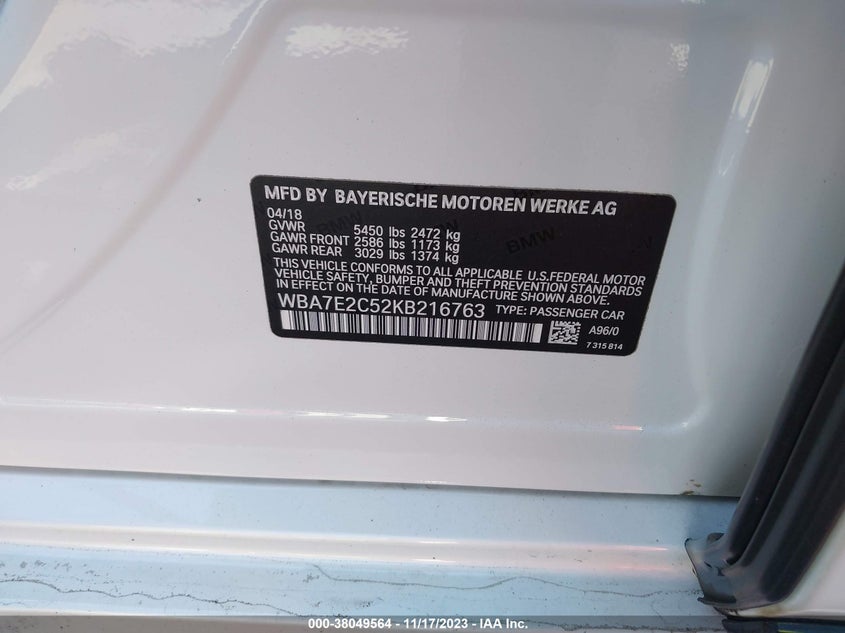 MFD BY BAYERISCHE MOTOREN WERKE AG
04/18
GVWR 5450 lbs 2472 kg
GAWR FRONT 2586 lbs 1173 kg
GAWR REAR 3029 lbs 1374 kg
THIS VEHICLE CONFORMS TO ALL APPLICABLE U.S.FEDERAL MOTOR
VEHICLE SAFETY, BUMPER AND THEFT PREVENTION STANDARDS
IN EFFECT ON THE DATE OF MANUFACTURE SHOWN ABOVE.
WBA7E2C52KB216763 TYPE: PASSENGER CAR
A96/0
7 315 814
BMW
BMW
000-38049564 - 11/17/2023 - IAA Inc.